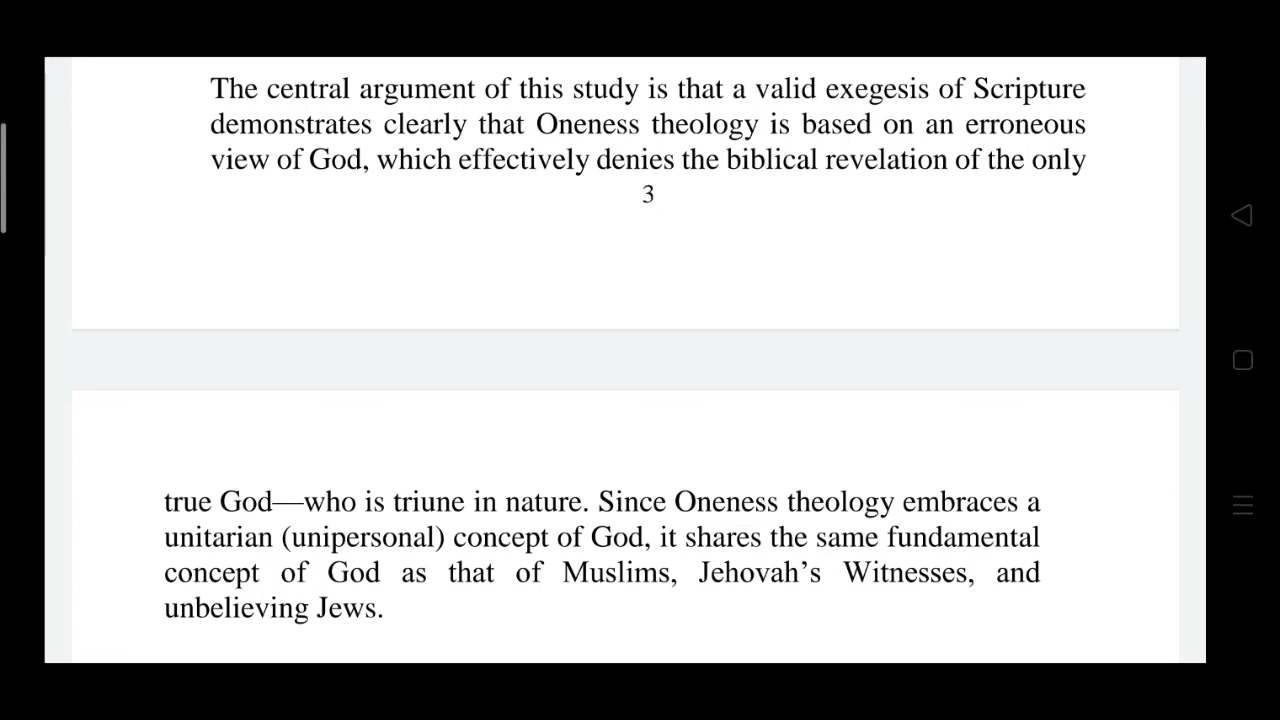 The central argument of this study is that a valid exegesis of Scripture
demonstrates clearly that Oneness theology is based on an erroneous
view of God, which effectively denies the biblical revelation of the only
3
true God—who is triune in nature. Since Oneness theology embraces a
unitarian (unipersonal) concept of God, it shares the same fundamental
concept of God as that of Muslims, Jehovah’s Witnesses, and
unbelieving Jews.